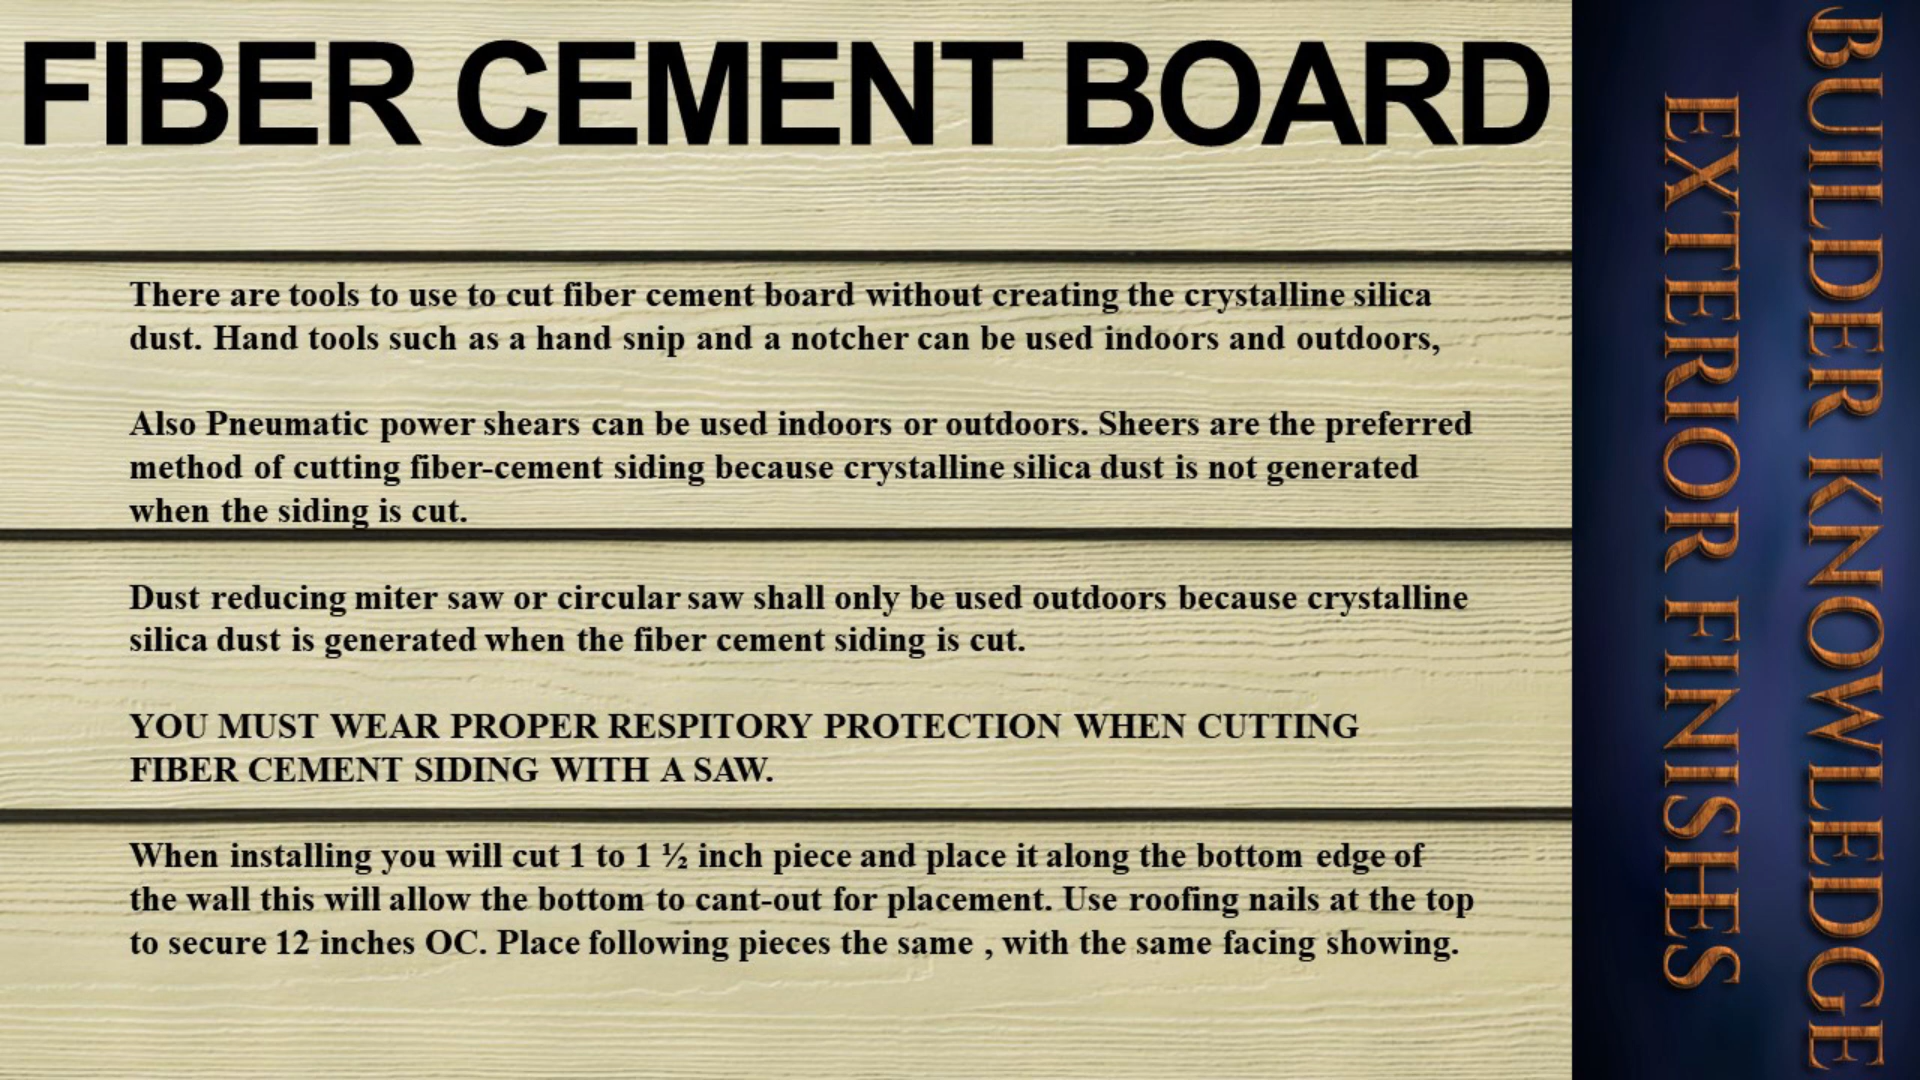 FIBER CEMENT BOARD
There are tools to use to cut fiber cement board without creating the crystalline silica
dust. Hand tools such as a hand snip and a notcher can be used indoors and outdoors,
Also Pneumatic power shears can be used indoors or outdoors. Sheers are the preferred
method of cutting fiber-cement siding because crystalline silica dust is not generated
when the siding is cut.
Dust reducing miter saw or circular saw shall only be used outdoors because crystalline
silica dust is generated when the fiber cement siding is cut.
YOU MUST WEAR PROPER RESPITORY PROTECTION WHEN CUTTING
FIBER CEMENT SIDING WITH A SAW.
When installing you will cut 1 to 1 ½ inch piece and place it along the bottom edge of
the wall this will allow the bottom to cant-out for placement. Use roofing nails at the top
to secure 12 inches OC. Place following pieces the same , with the same facing showing.
BUILDER KNOWLEDGE
EXTERIOR FINISHES